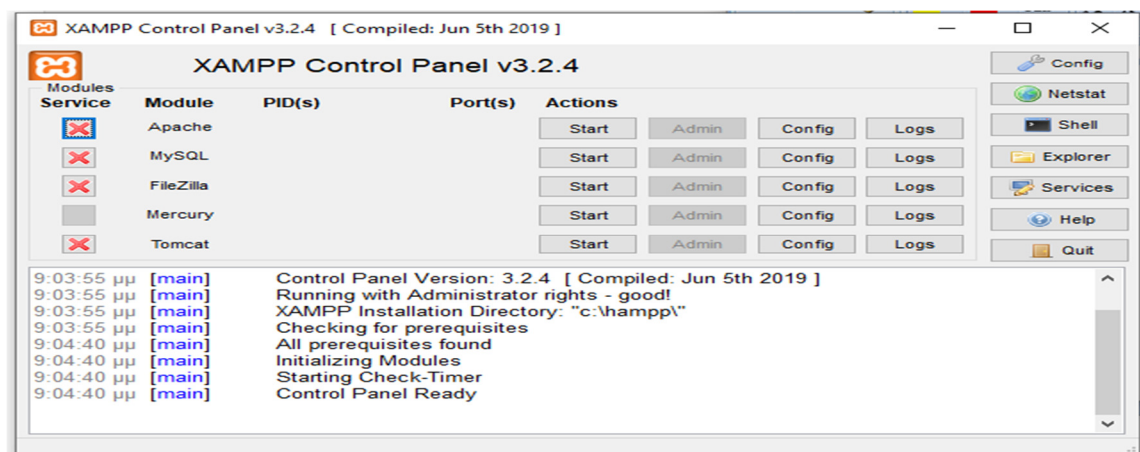 XAMPP Control Panel v3.2.4 [ Compiled: Jun 5th 2019 ]
XAMPP Control Panel v3.2.4
Config
Modules
Service Module PID(s) Port(s) Actions
Netstat
Apache Start Admin Config Logs
Shell
MySQL Start Admin Config Logs
Explorer
FileZilla Start Admin Config Logs
Services
Mercury Start Admin Config Logs
Help
Tomcat Start Admin Config Logs
Quit
9:03:55 μμ [main] Control Panel Version: 3.2.4 [ Compiled: Jun 5th 2019 ]
9:03:55 μμ [main] Running with Administrator rights - good!
9:03:55 μμ [main] XAMPP Installation Directory: "c:\hampp\"
9:03:55 μμ [main] Checking for prerequisites
9:04:40 μμ [main] All prerequisites found
9:04:40 μμ [main] Initializing Modules
9:04:40 μμ [main] Starting Check-Timer
9:04:40 μμ [main] Control Panel Ready